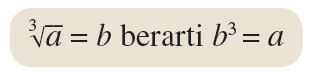 ∛a = b berarti b³ = a